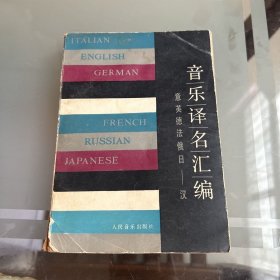 ITALIAN
ENGLISH
GERMAN
FRENCH
RUSSIAN
JAPANESE
音乐译名汇编
意英德法俄日——汉
人民音乐出版社